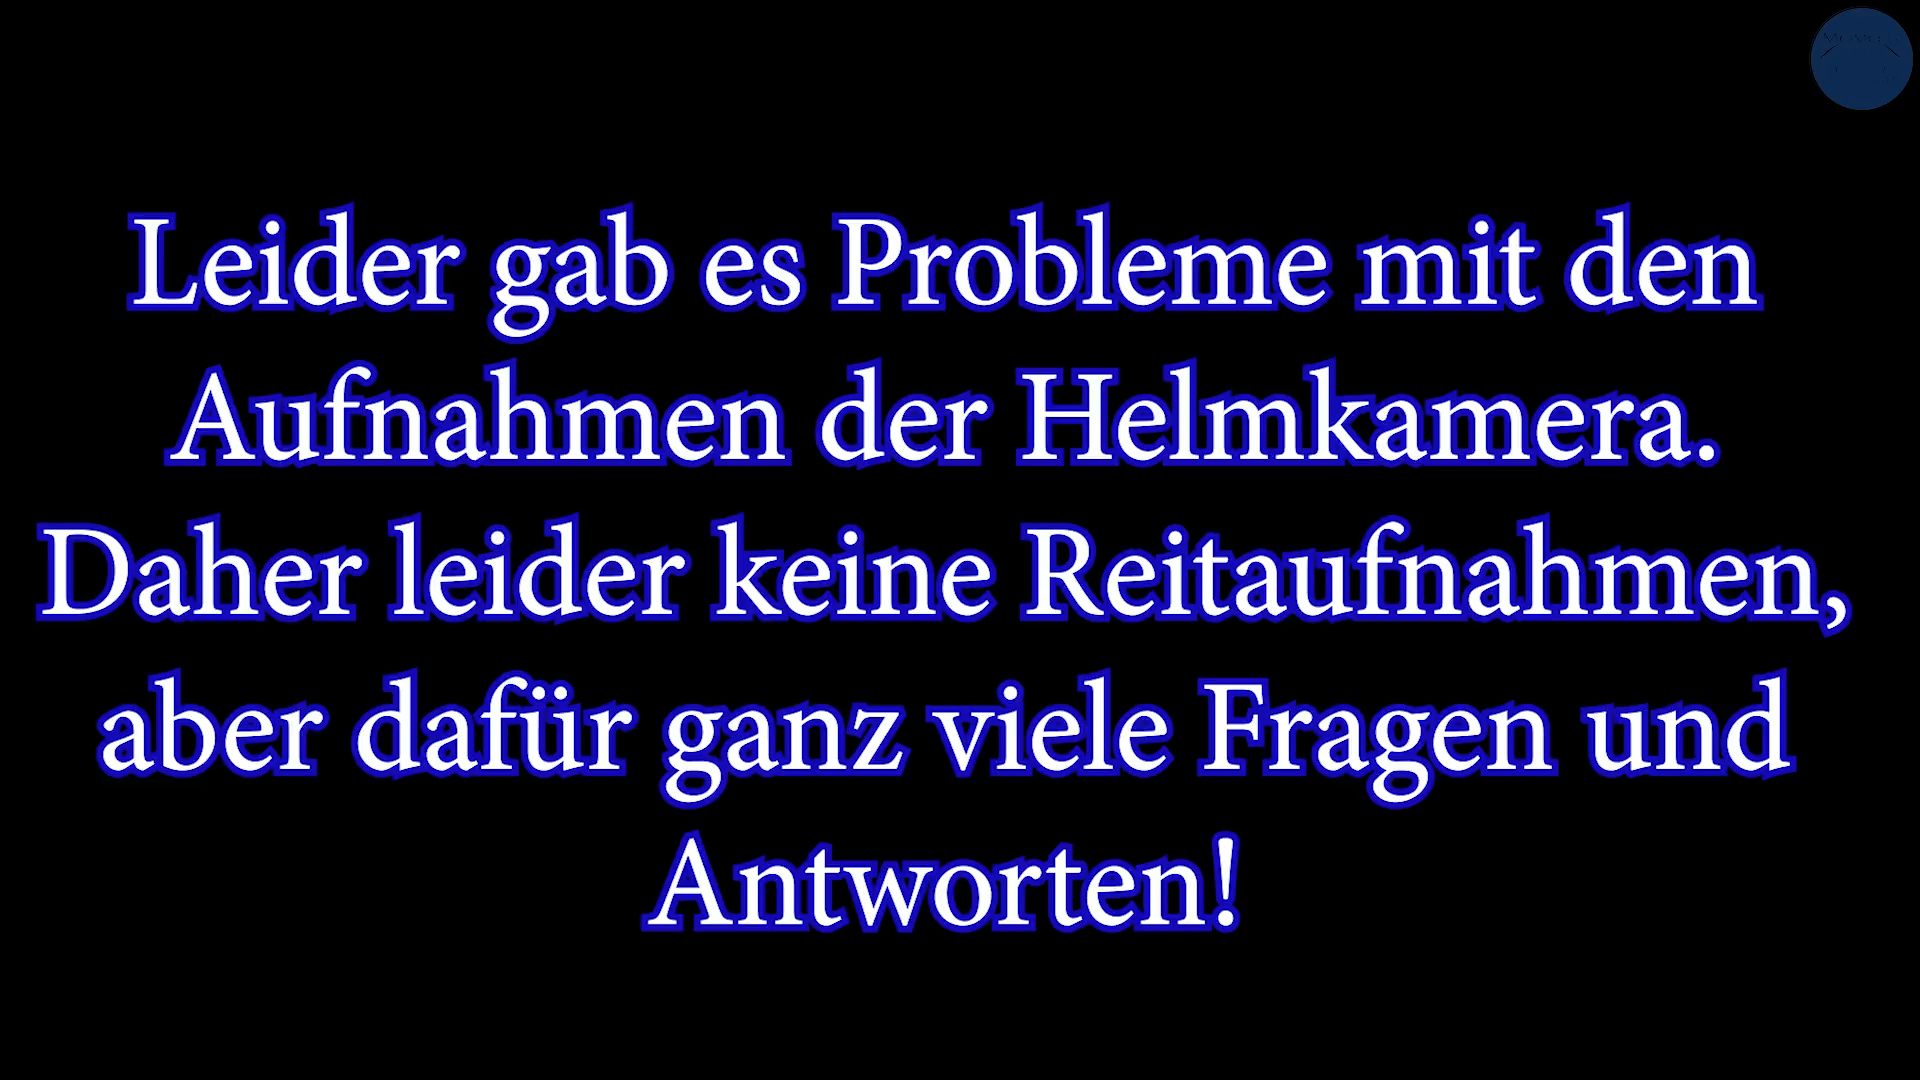 Leider gab es Probleme mit den
Aufnahmen der Helmkamera.
Daher leider keine Reitaufnahmen,
aber dafür ganz viele Fragen und
Antworten!